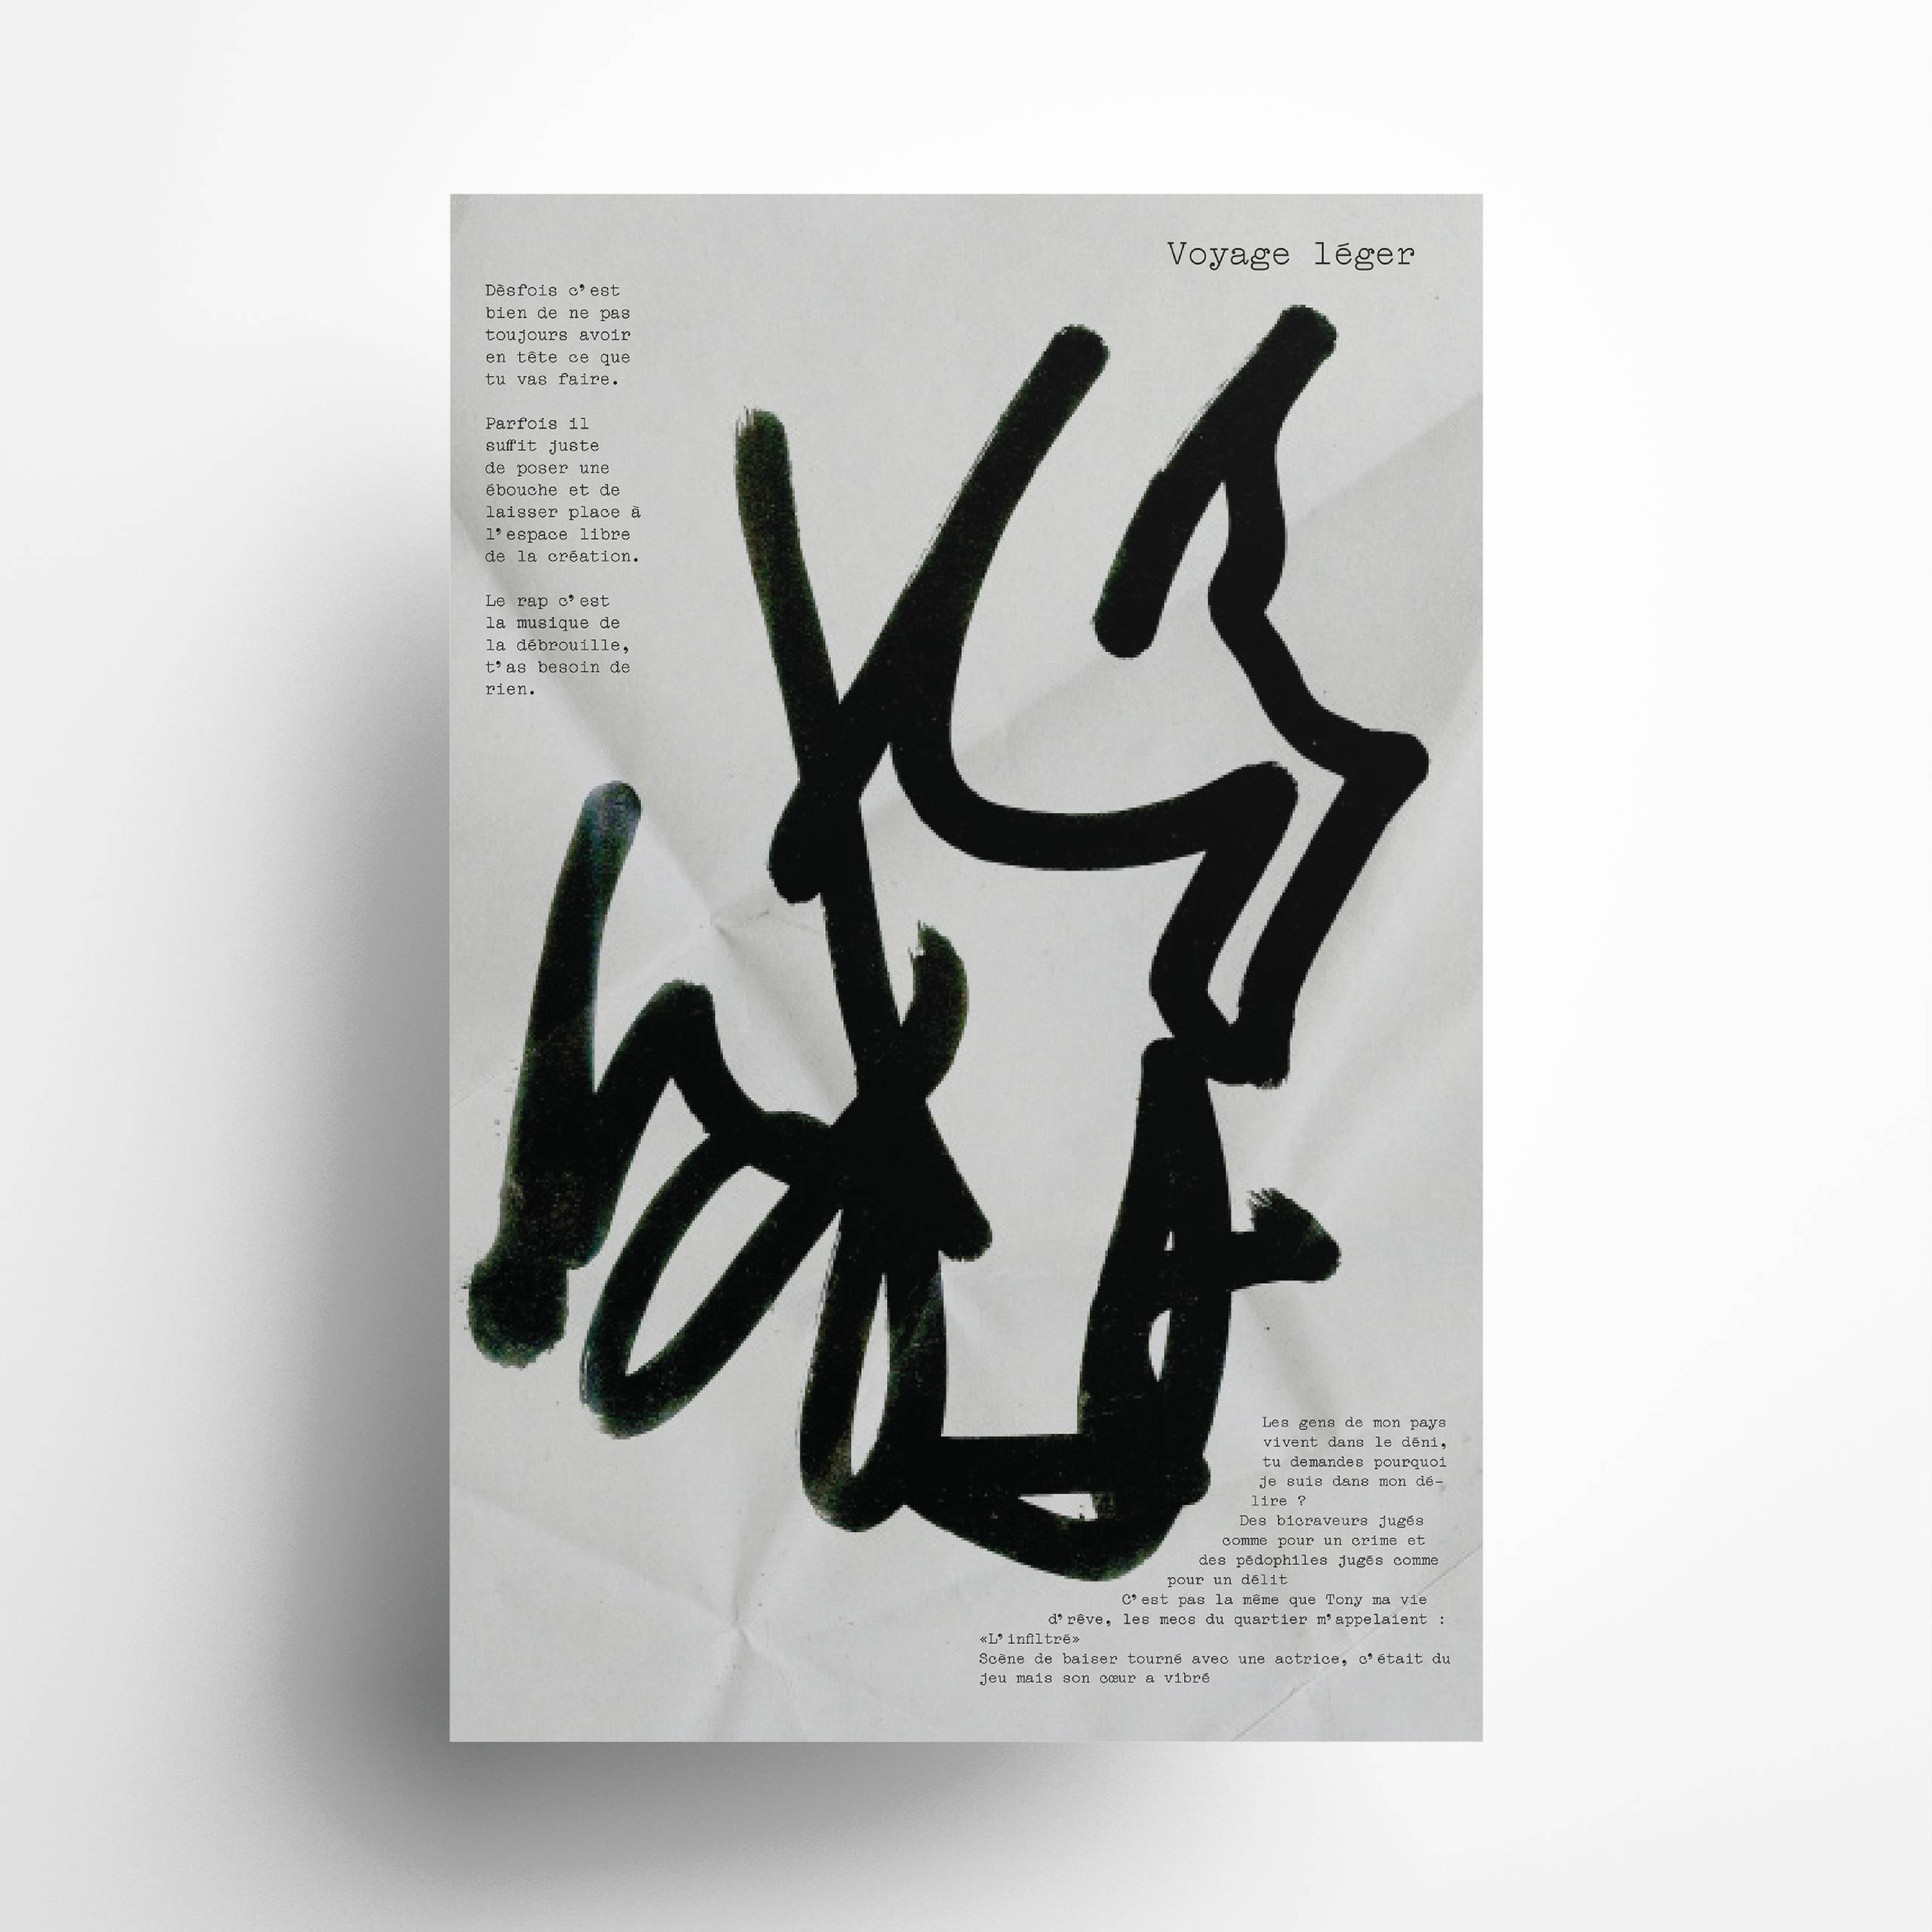 Voyage léger
Dèsfois c'est
bien de ne pas
toujours avoir
en tête ce que
tu vas faire.
Parfois il
suffit juste
de poser une
ébouche et de
laisser place à
l'espace libre
de la création.
Le rap c'est
la musique de
la débrouille,
t'as besoin de
rien.
Les gens de mon pays
vivent dans le déni,
tu demandes pourquoi
je suis dans mon dé-
lire ?
Des bicraveurs jugés
comme pour un crime et
des pédophiles jugés comme
pour un délit
C'est pas la même que Tony ma vie
d'rêve, les mecs du quartier m'appelaient :
«L'infiltré»
Scène de baiser tourné avec une actrice, c'était du
jeu mais son cœur a vibré